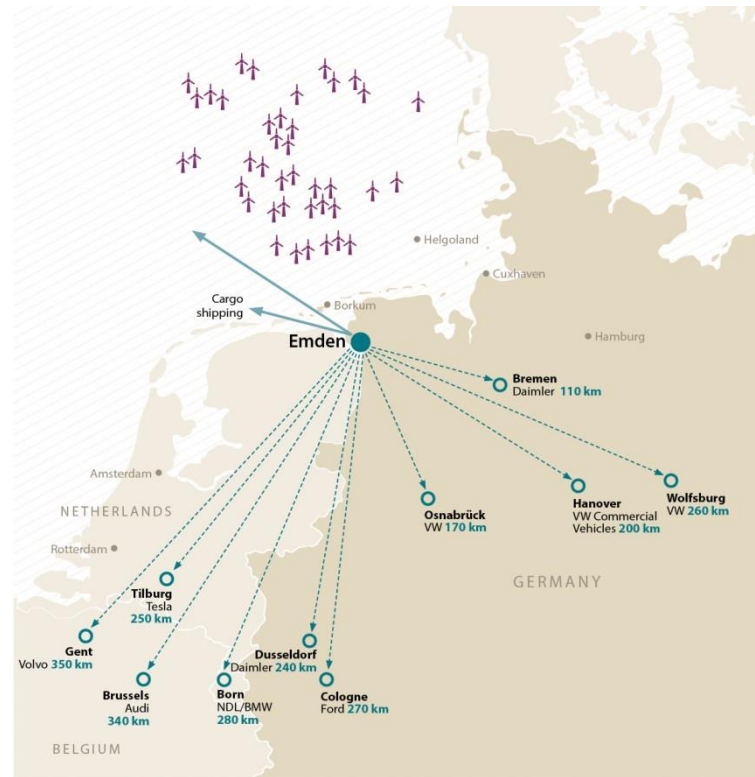 Helgoland
Cuxhaven
Cargo
shipping
Borkum
Emden
Hamburg
Bremen
Daimler 110 km
Amsterdam
NETHERLANDS
Osnabrück
VW 170 km
Hanover
VW Commercial
Vehicles 200 km
Wolfsburg
VW 260 km
Rotterdam
GERMANY
Tilburg
Tesla
250 km
Gent
Volvo 350 km
Dusseldorf
Daimler 240 km
Brussels
Audi
340 km
Born
NDL/BMW
280 km
Cologne
Ford 270 km
BELGIUM